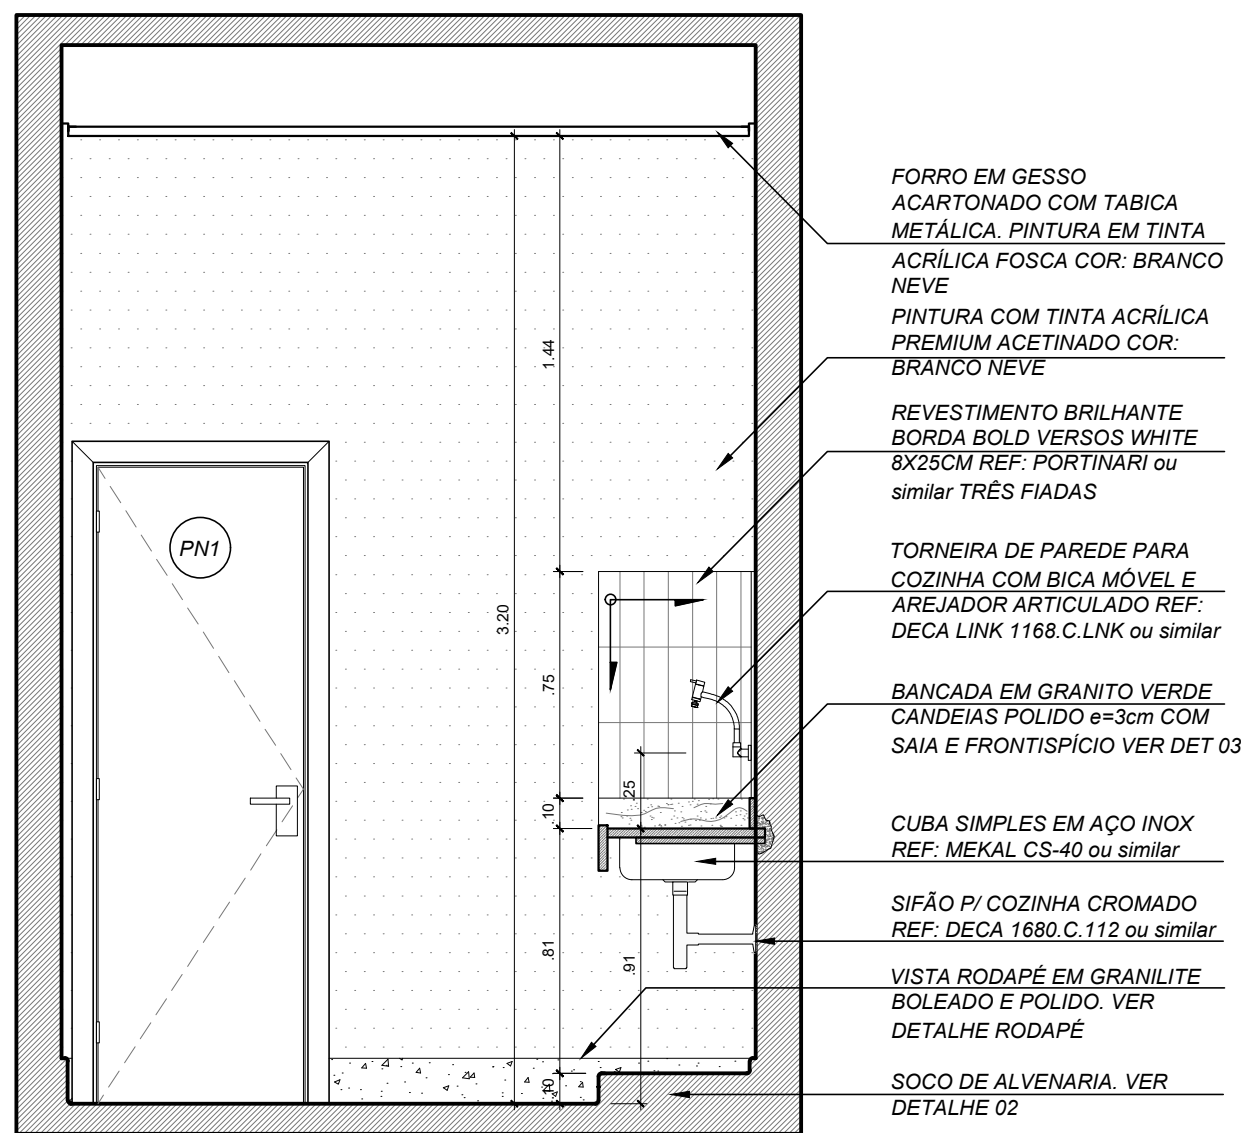 FORRO EM GESSO
ACARTONADO COM TABICA
METÁLICA. PINTURA EM TINTA
ACRÍLICA FOSCA COR: BRANCO
NEVE
PINTURA COM TINTA ACRÍLICA
PREMIUM ACETINADO COR:
BRANCO NEVE
REVESTIMENTO BRILHANTE
BORDA BOLD VERSOS WHITE
8X25CM REF: PORTINARI ou
similar TRÊS FIADAS
TORNEIRA DE PAREDE PARA
COZINHA COM BICA MÓVEL E
AREJADOR ARTICULADO REF:
DECA LINK 1168.C.LNK ou similar
BANCADA EM GRANITO VERDE
CANDEIAS POLIDO e=3cm COM
SAIA E FRONTISPÍCIO VER DET 03
CUBA SIMPLES EM AÇO INOX
REF: MEKAL CS-40 ou similar
SIFÃO P/ COZINHA CROMADO
REF: DECA 1680.C.112 ou similar
VISTA RODAPÉ EM GRANILITE
BOLEADO E POLIDO. VER
DETALHE RODAPÉ
SOCO DE ALVENARIA. VER
DETALHE 02
PN1
1.44
3.20
.75
.25
.10
.81
.91
.10